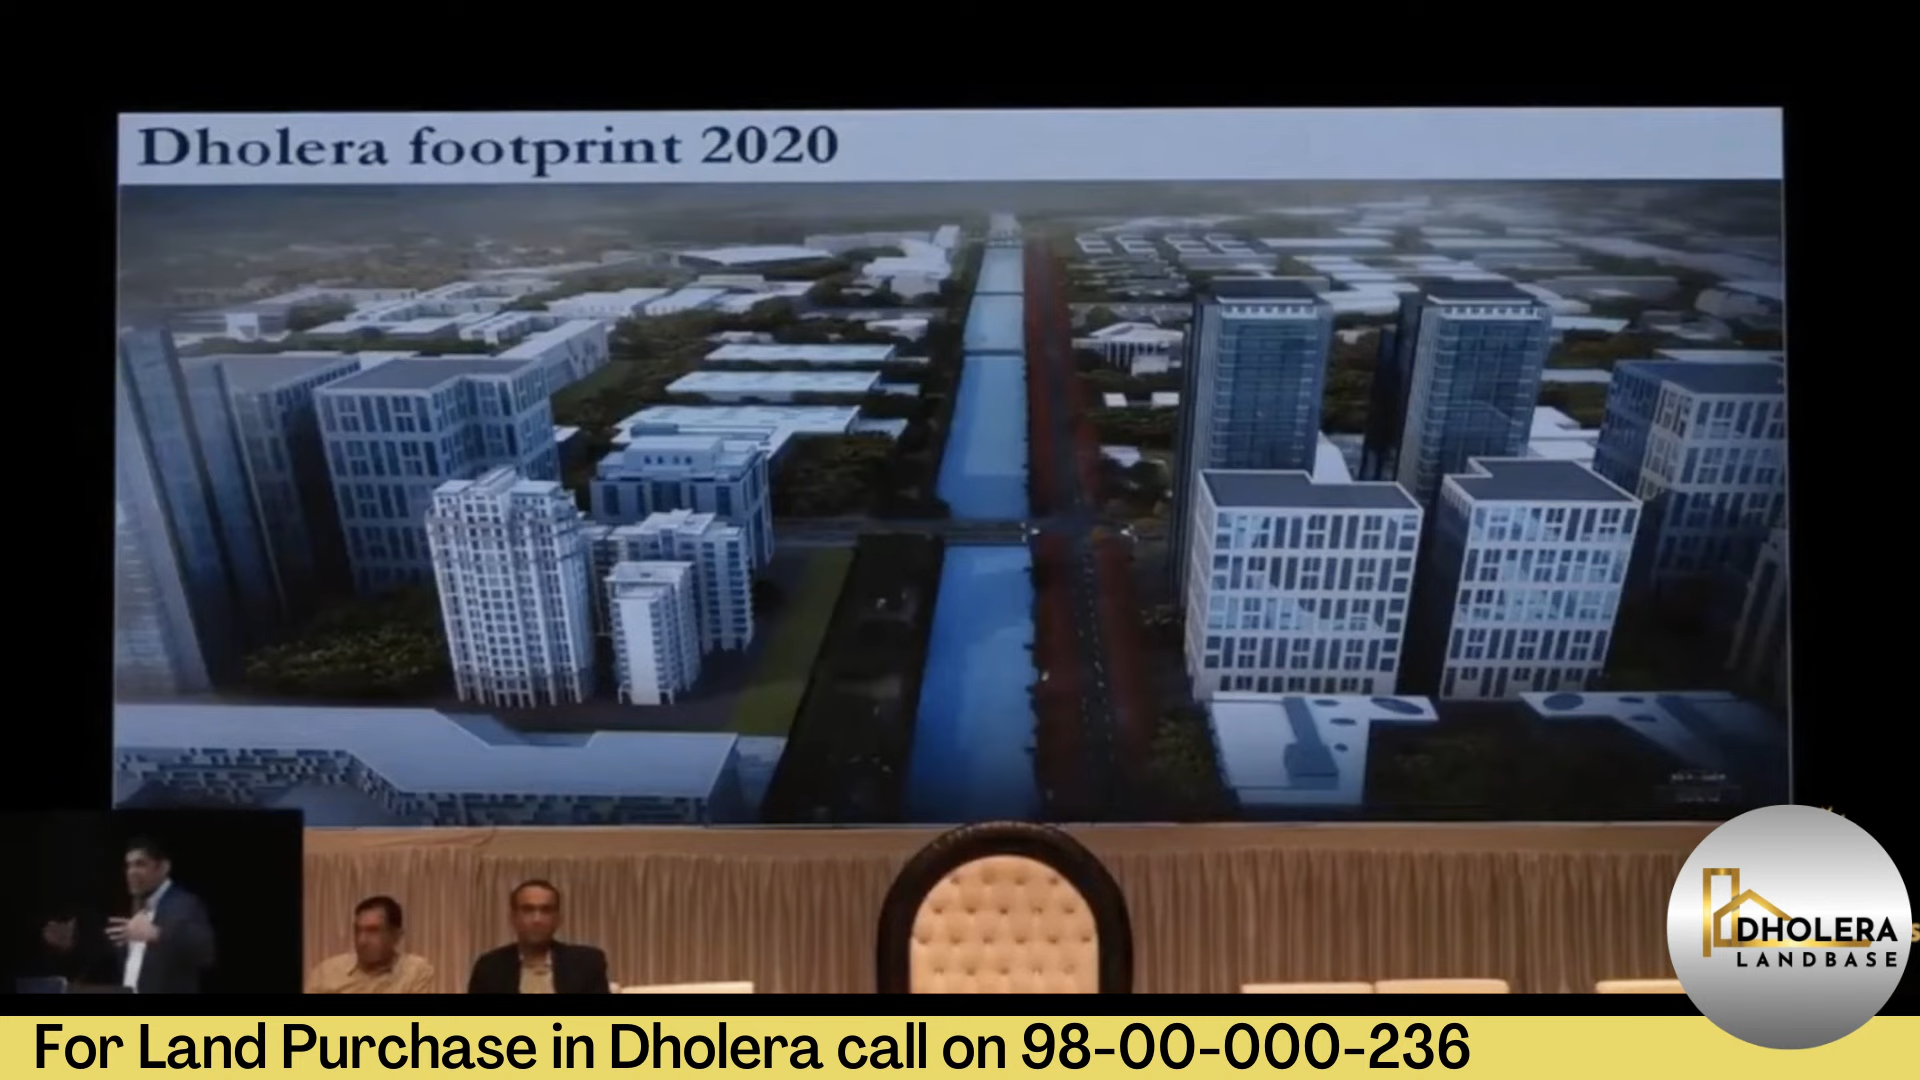 Dholera footprint 2020
DHOLERA
LANDBASE
For Land Purchase in Dholera call on 98-00-000-236